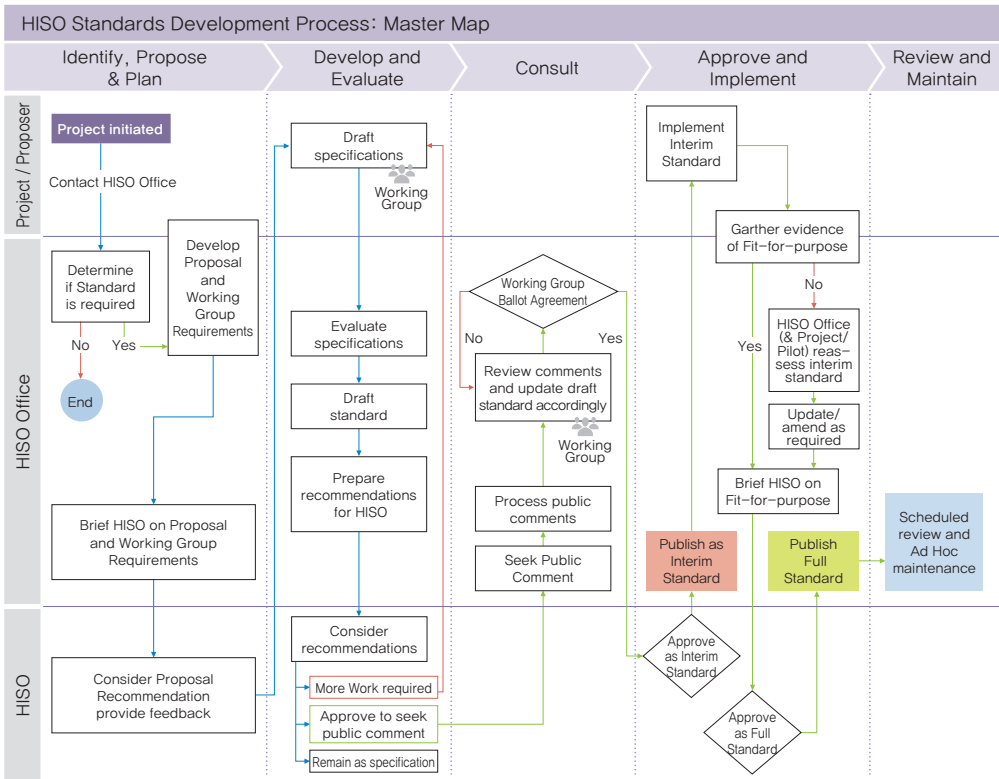 HISO Standards Development Process: Master Map
Identify, Propose
& Plan
Develop and
Evaluate
Consult
Approve and
Implement
Review and
Maintain
Project / Proposer
Project initiated
Contact HISO Office
Draft
specifications
Working
Group
Implement
Interim
Standard
Garther evidence
of Fit-for-purpose
HISO Office
Determine
if Standard
is required
No
Yes
End
Develop
Proposal
and
Working
Group
Requirements
Brief HISO on Proposal
and Working Group
Requirements
Evaluate
specifications
Draft
standard
Prepare
recommendations
for HISO
Working Group
Ballot Agreement
No
Yes
Review comments
and update draft
standard accordingly
Working
Group
Process public
comments
Seek Public
Comment
No
Yes
HISO Office
(& Project/
Pilot) reas-
sess interim
standard
Update/
amend as
required
Brief HISO on
Fit-for-purpose
Publish as
Interim
Standard
Publish
Full
Standard
Scheduled
review and
Ad Hoc
maintenance
HISO
Consider Proposal
Recommendation
provide feedback
Consider
recommendations
More Work required
Approve to seek
public comment
Remain as specification
Approve
as Interim
Standard
Approve
as Full
Standard